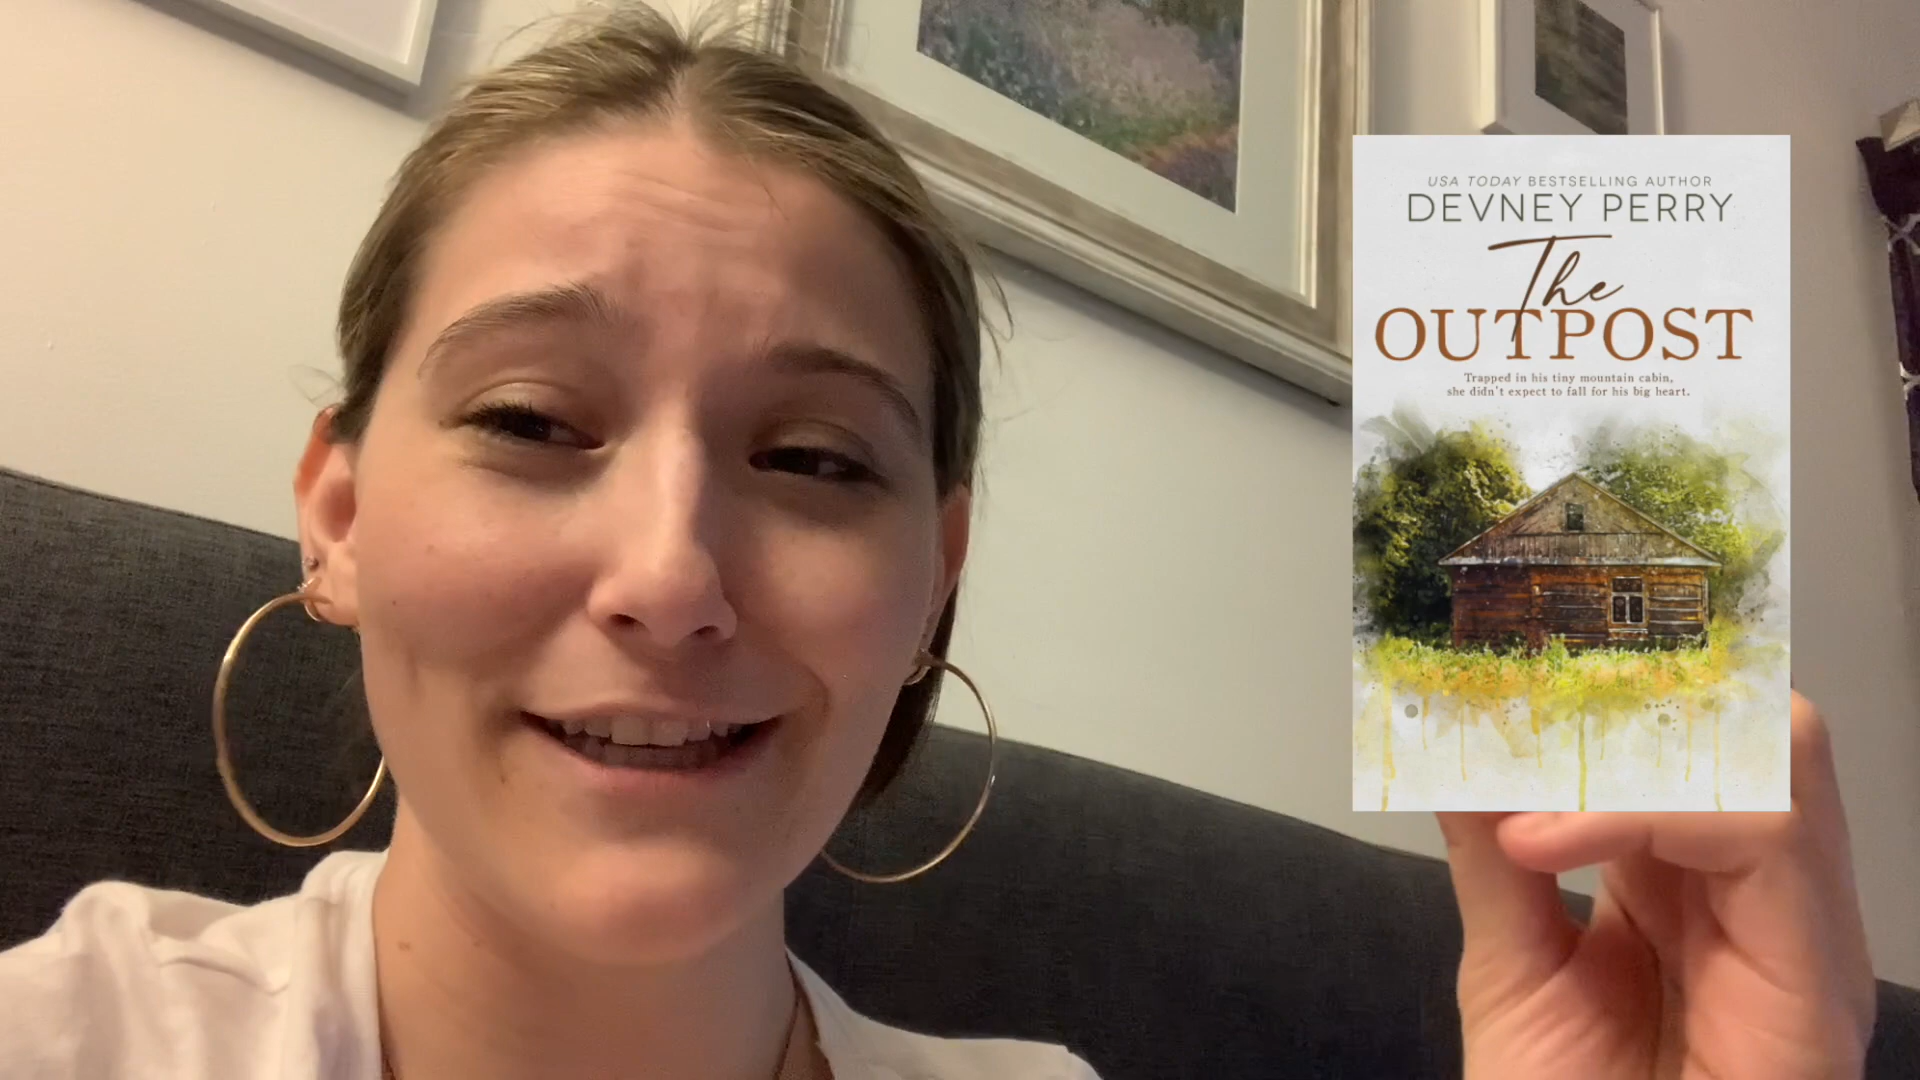 USA TODAY BESTSELLING AUTHOR
DEVNEY PERRY
The
OUTPOST
Trapped in his tiny mountain cabin,
she didn't expect to fall for his big heart.